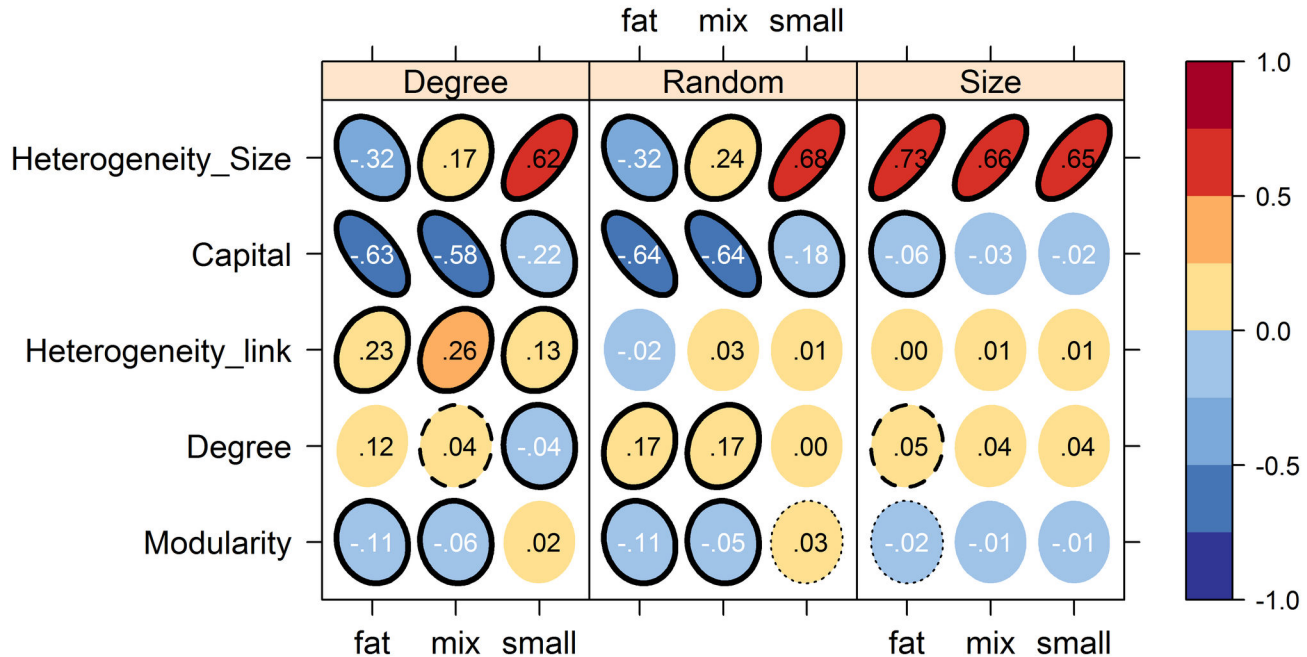 fat mix small
Degree Random Size
Heterogeneity_Size -.32 .17 .62 -.32 .24 .68 .73 .66 .65
Capital -.63 -.58 -.22 -.64 -.64 -.18 -.06 -.03 -.02
Heterogeneity_link .23 .26 .13 -.02 .03 .01 .00 .01 .01
Degree .12 .04 -.04 .17 .17 .00 .05 .04 .04
Modularity -.11 -.06 .02 -.11 -.05 .03 -.02 -.01 -.01
fat mix small fat mix small
1.0
0.5
0.0
-0.5
-1.0